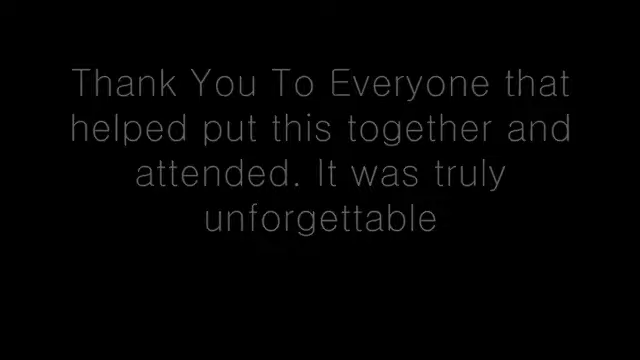 Thank You To Everyone that
helped put this together and
attended. It was truly
unforgettable